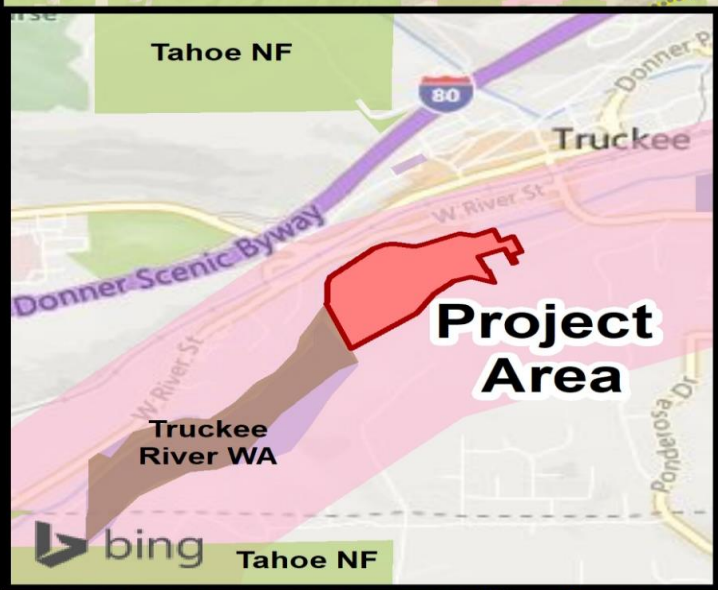 Tahoe NF
80
Donner P
Truckee
W River St
Donner Scenic Byway
Project
Area
W River St
Truckee
River WA
Ponderosa Dr
bing
Tahoe NF